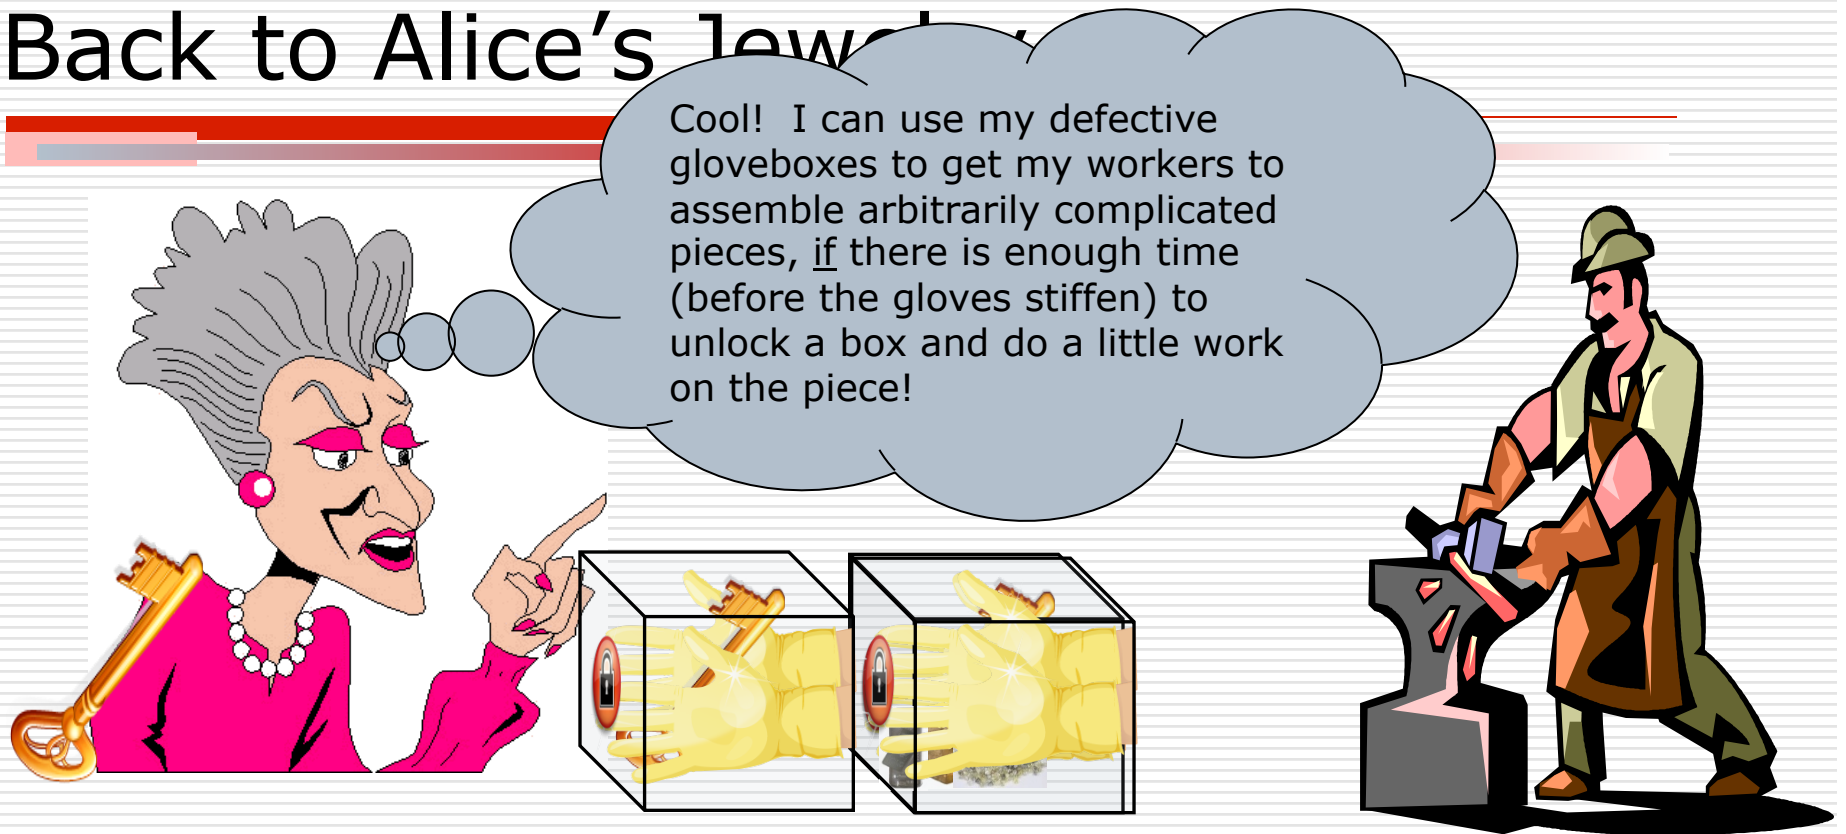 Back to Alice’s
Cool! I can use my defective
gloveboxes to get my workers to
assemble arbitrarily complicated
pieces, if there is enough time
(before the gloves stiffen) to
unlock a box and do a little work
on the piece!